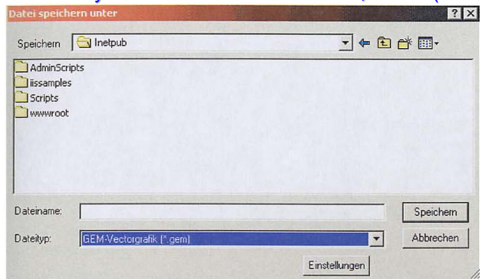 Datei speichern unter
Speichern
Inetpub
AdminScripts
iissamples
Scripts
wwwroot
Dateiname:
Speichern
Dateityp:
GEM-Vectorgrafik (*.gem)
Abbrechen
Einstellungen